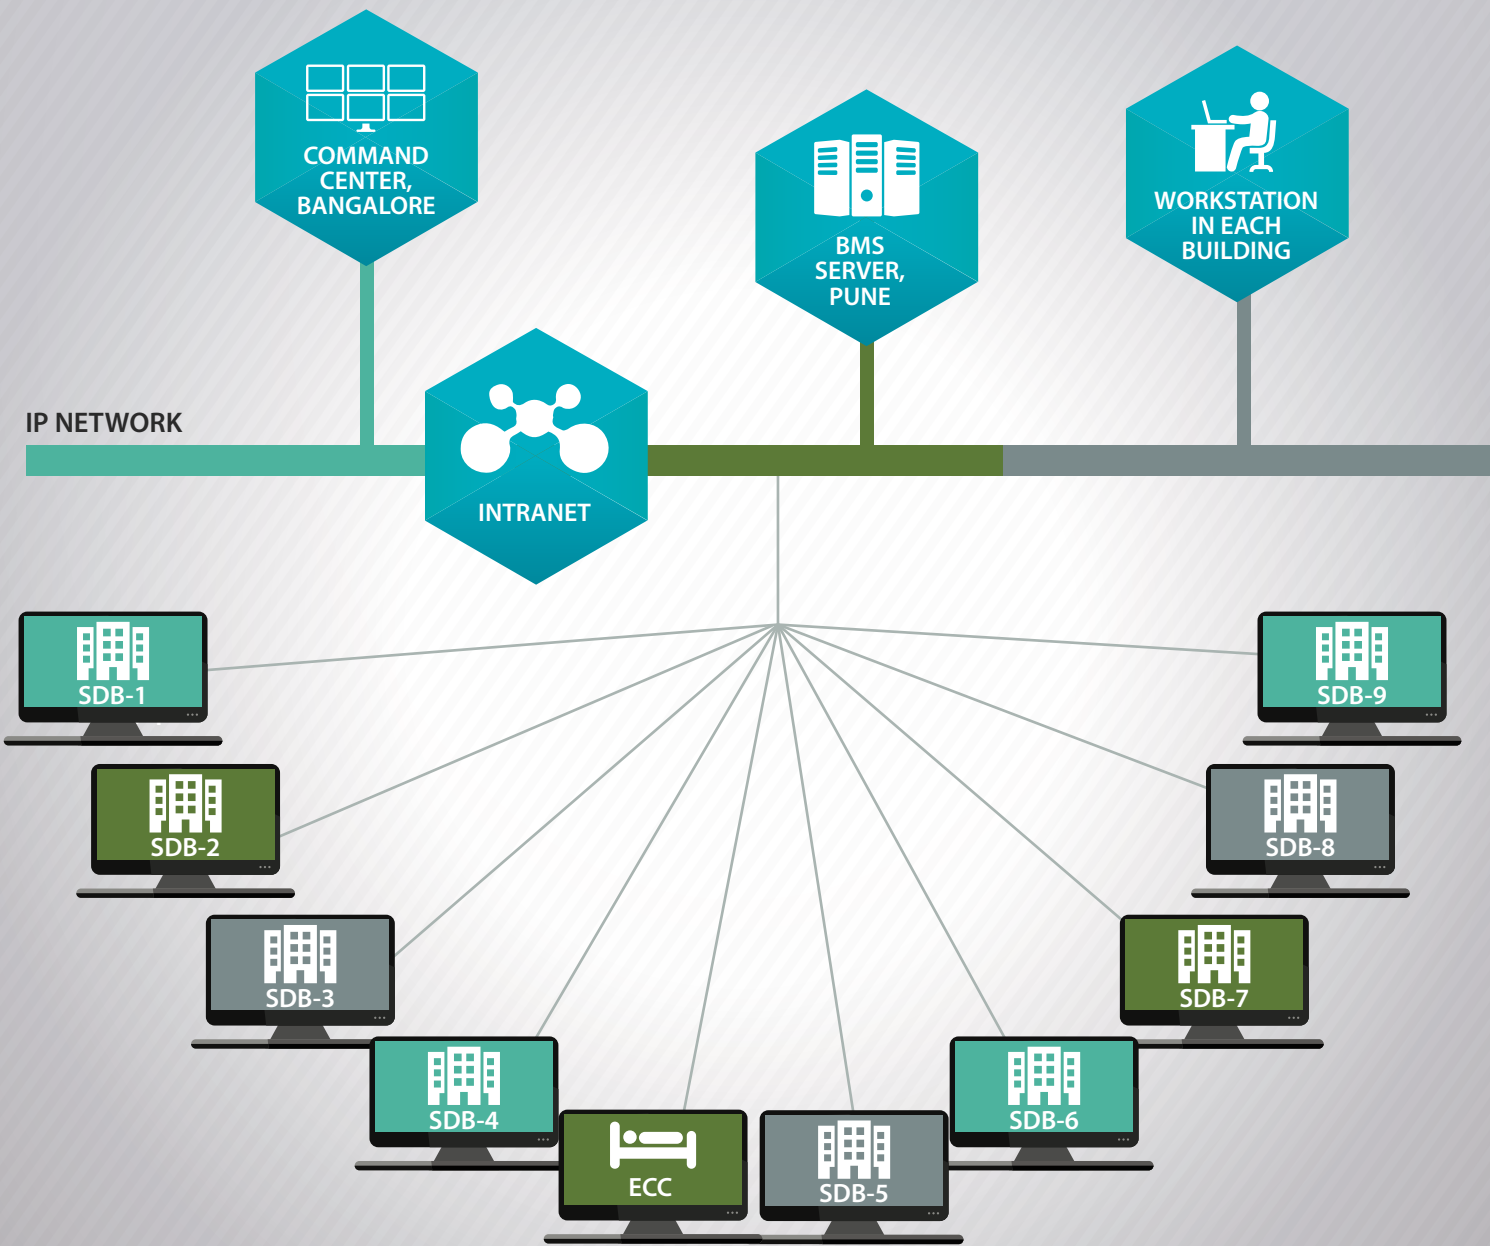 COMMAND
CENTER,
BANGALORE
BMS
SERVER,
PUNE
WORKSTATION
IN EACH
BUILDING
IP NETWORK
INTRANET
SDB-1
SDB-9
SDB-2
SDB-8
SDB-3
SDB-7
SDB-4
SDB-6
ECC
SDB-5